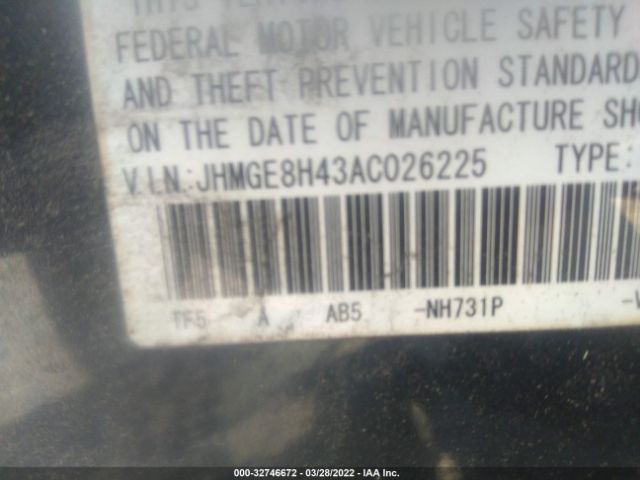 THIS
FEDERAL MOTOR VEHICLE SAFETY
AND THEFT PREVENTION STANDARD
ON THE DATE OF MANUFACTURE SH
VIN:JHMGE8H43AC026225 TYPE:
TF5 A AB5 -NH731P -V
000-32746672 // 03/28/2022 -- IAA Inc.